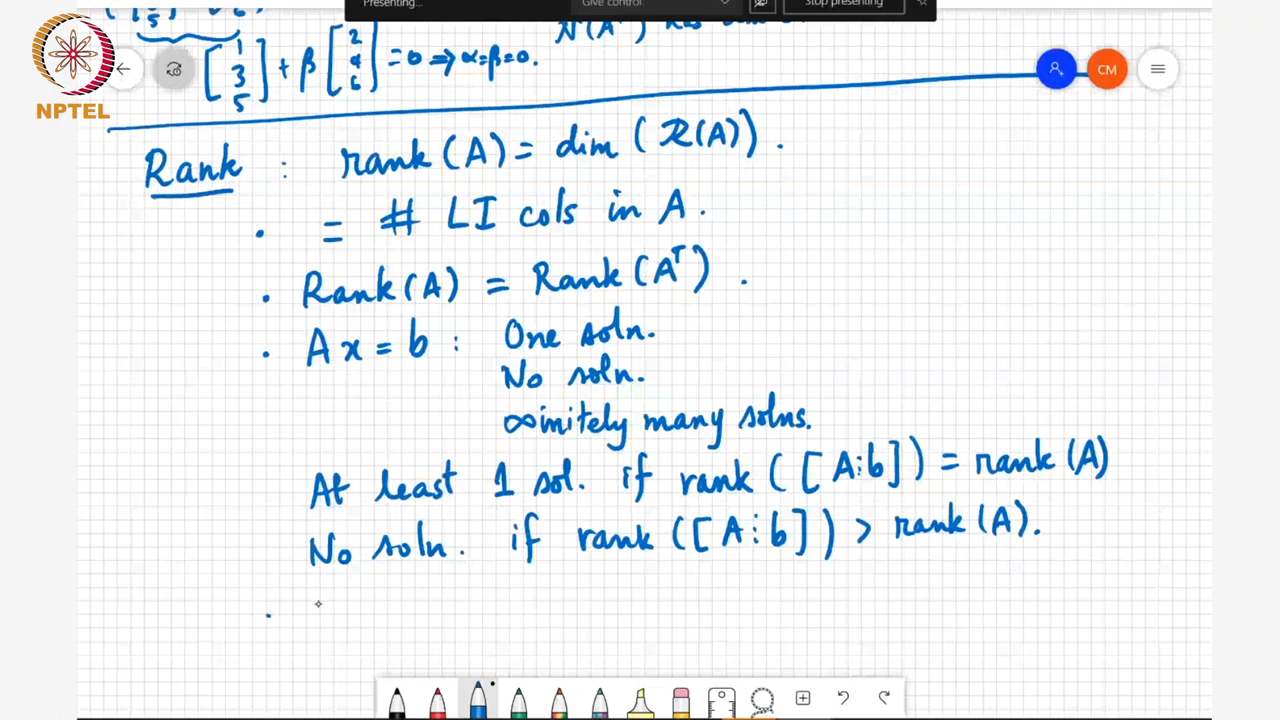 Presenting...
Give control
Stop presenting
[1 3 5] + β [2 4 6] = 0 ⇒ α=β=0.
NPTEL
CM
Rank : rank(A) = dim(R(A)).
. = # LI cols in A.
. Rank(A) = Rank(Aᵀ).
. Ax = b : One soln.
No soln.
∞initely many solns.
At least 1 sol. if rank([A⋮b]) = rank(A)
No soln. if rank([A⋮b]) > rank(A).
.